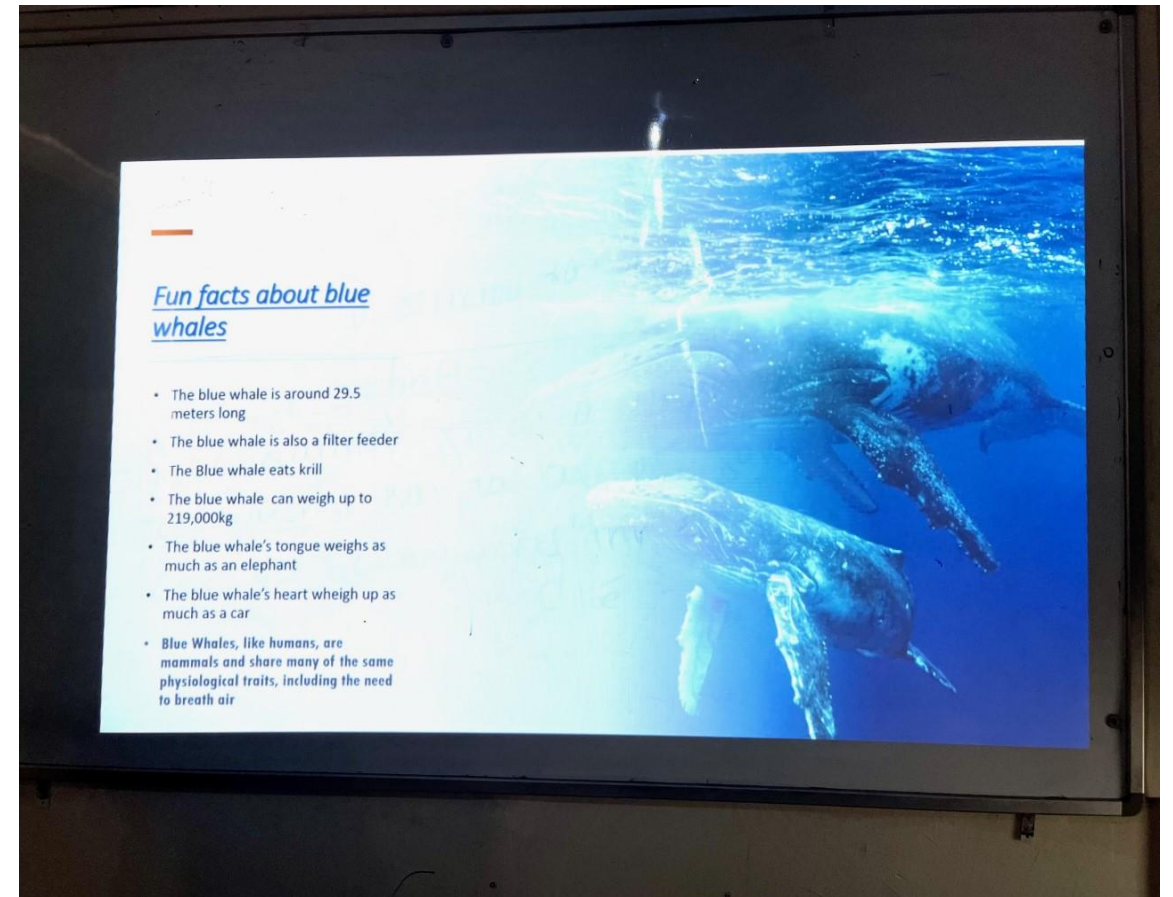 Fun facts about blue
whales
• The blue whale is around 29.5
meters long
• The blue whale is also a filter feeder
• The Blue whale eats krill
• The blue whale  can weigh up to
219,000kg
• The blue whale's tongue weighs as
much as an elephant
• The blue whale's heart wheigh up as
much as a car
• Blue Whales, like humans, are
mammals and share many of the same
physiological traits, including the need
to breath air